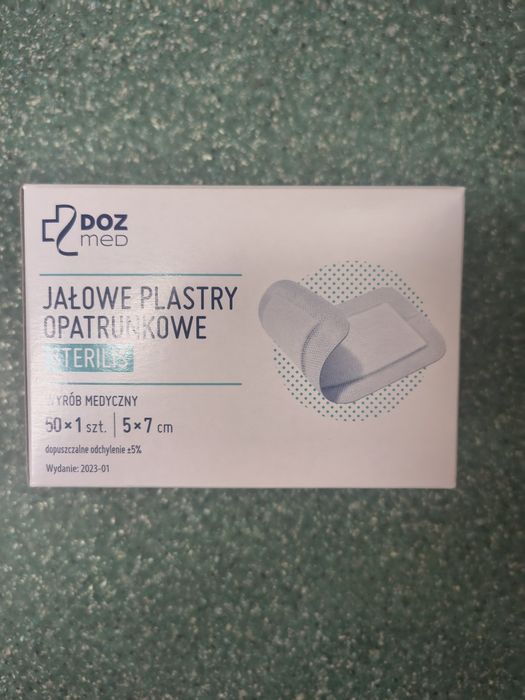 DOZ
med
JAŁOWE PLASTRY
OPATRUNKOWE
STERILIS
WYRÓB MEDYCZNY
50×1 szt. | 5×7 cm
dopuszczalne odchylenie ±5%
Wydanie: 2023-01